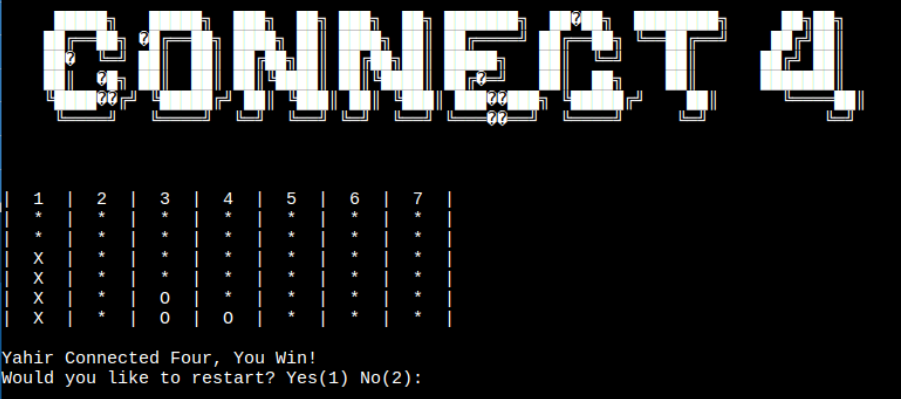 CONNECT 4
| 1 | 2 | 3 | 4 | 5 | 6 | 7 |
| * | * | * | * | * | * | * |
| * | * | * | * | * | * | * |
| X | * | * | * | * | * | * |
| X | * | * | * | * | * | * |
| X | * | O | * | * | * | * |
| X | * | O | O | * | * | * |
Yahir Connected Four, You Win!
Would you like to restart? Yes(1) No(2):